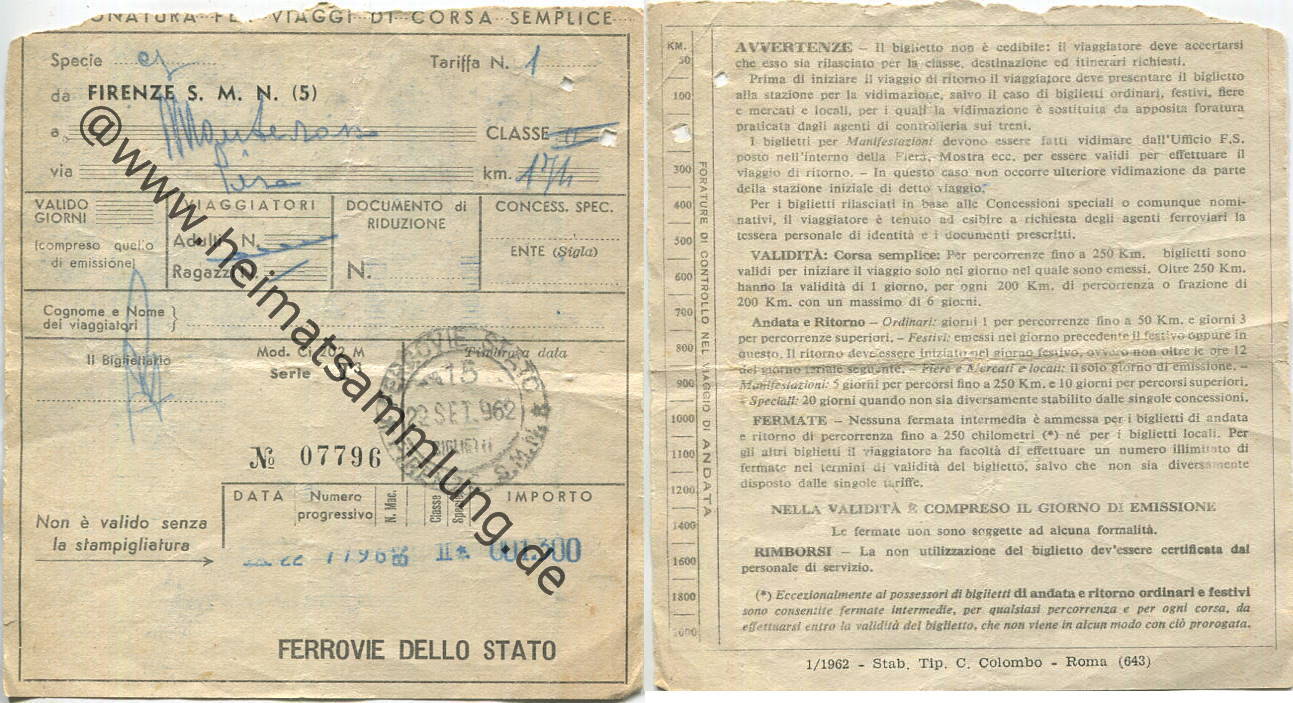 VIAGGI DI CORSA SEMPLICE
Specie
Tariffa N. 1
da FIRENZE S. M. N. (5)
a
CLASSE II
Pisa
via
km. 174
VALIDO GIORNI
(compreso quello di emissione)
VIAGGIATORI
Adulti N.
Ragazzi
DOCUMENTO di RIDUZIONE
N.
CONCESS. SPEC.
ENTE (Sigla)
Cognome e Nome dei viaggiatori
Il Bigliettario
Mod. 202 M
Serie
Timbro a data
FERROVIE STATO
15
22 SET. 962
BIGLIETTI
S.M.N.
№ 07796
DATA
Numero progressivo
N. Mac.
Classe
Specie
IMPORTO
Non è valido senza la stampigliatura
22 7796 II 001.300
FERROVIE DELLO STATO
@www.heimatsammlung.de
KM.
50
100
200
300
400
500
600
700
800
900
1000
1100
1200
1400
1600
1800
2000
FORATURE DI CONTROLLO NEL VIAGGIO DI ANDATA
AVVERTENZE – Il biglietto non è cedibile: il viaggiatore deve accertarsi
che esso sia rilasciato per la classe, destinazione ed itinerari richiesti.
Prima di iniziare il viaggio di ritorno il viaggiatore deve presentare il biglietto
alla stazione per la vidimazione, salvo il caso di biglietti ordinari, festivi, fiere
e mercati e locali, per i quali la vidimazione è sostituita da apposita foratura
praticata dagli agenti di controlleria sui treni.
I biglietti per Manifestazioni devono essere fatti vidimare dall'Ufficio F.S.
posto nell'interno della Fiera, Mostra ecc. per essere validi per effettuare il
viaggio di ritorno. – In questo caso non occorre ulteriore vidimazione da parte
della stazione iniziale di detto viaggio.
Per i biglietti rilasciati in base alle Concessioni speciali o comunque nomi-
nativi, il viaggiatore è tenuto ad esibire a richiesta degli agenti ferroviari la
tessera personale di identità e i documenti prescritti.
VALIDITÀ: Corsa semplice: Per percorrenze fino a 250 Km. biglietti sono
validi per iniziare il viaggio solo nel giorno nel quale sono emessi. Oltre 250 Km.
hanno la validità di 1 giorno, per ogni 200 Km. di percorrenza o frazione di
200 Km. con un massimo di 6 giorni.
Andata e Ritorno – Ordinari: giorni 1 per percorrenze fino a 50 Km. e giorni 3
per percorrenze superiori. – Festivi: emessi nel giorno precedente il festivo oppure in
questo. Il ritorno dev'essere iniziato nel giorno festivo, ovvero non oltre le ore 12
del giorno feriale seguente. – Fiere e Mercati e locali: il solo giorno di emissione. –
Manifestazioni: 5 giorni per percorsi fino a 250 Km. e 10 giorni per percorsi superiori.
– Speciali: 20 giorni quando non sia diversamente stabilito dalle singole concessioni.
FERMATE – Nessuna fermata intermedia è ammessa per i biglietti di andata
e ritorno di percorrenza fino a 250 chilometri (*) né per i biglietti locali. Per
gli altri biglietti il viaggiatore ha facoltà di effettuare un numero illimitato di
fermate nei termini di validità del biglietto, salvo che non sia diversamente
disposto dalle singole tariffe.
NELLA VALIDITÀ È COMPRESO IL GIORNO DI EMISSIONE
Le fermate non sono soggette ad alcuna formalità.
RIMBORSI – La non utilizzazione del biglietto dev'essere certificata dal
personale di servizio.
(*) Eccezionalmente ai possessori di biglietti di andata e ritorno ordinari e festivi
sono consentite fermate intermedie, per qualsiasi percorrenza e per ogni corsa, da
effettuarsi entro la validità del biglietto, che non viene in alcun modo con ciò prorogata.
1/1962 - Stab. Tip. C. Colombo - Roma (643)